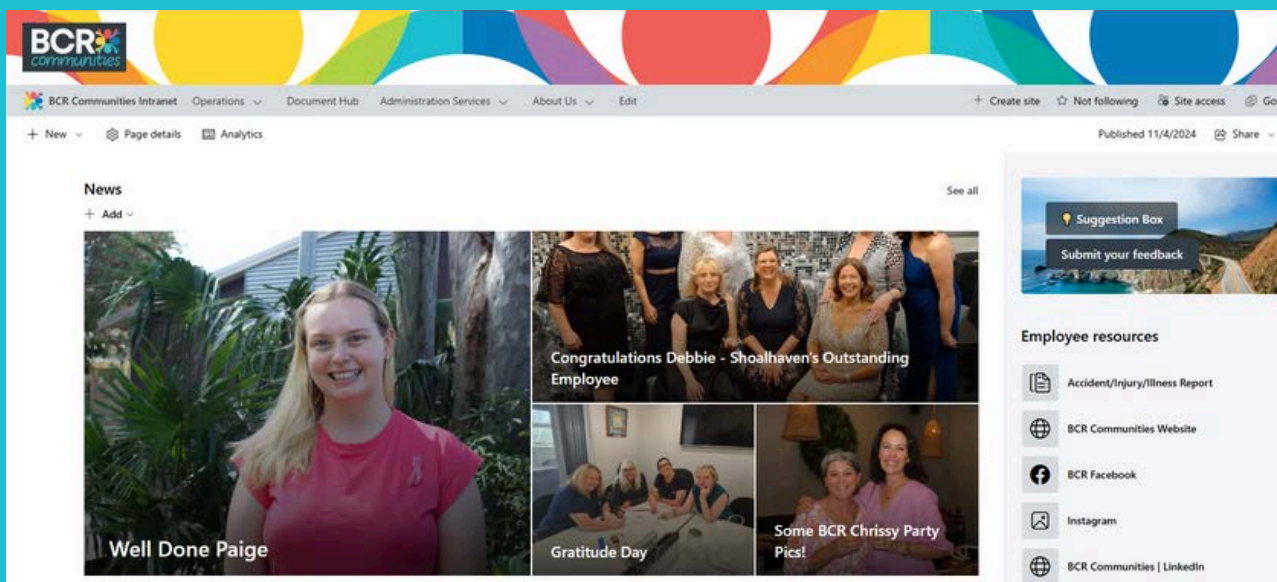 BCR
communities
BCR Communities Intranet Operations Document Hub Administration Services About Us Edit
+ Create site Not following Site access Go
+ New Page details Analytics
Published 11/4/2024 Share
News
See all
+ Add
Suggestion Box
Submit your feedback
Well Done Paige
Congratulations Debbie - Shoalhaven's Outstanding
Employee
Gratitude Day
Some BCR Chrissy Party
Pics!
Employee resources
Accident/Injury/Illness Report
BCR Communities Website
BCR Facebook
Instagram
BCR Communities | LinkedIn